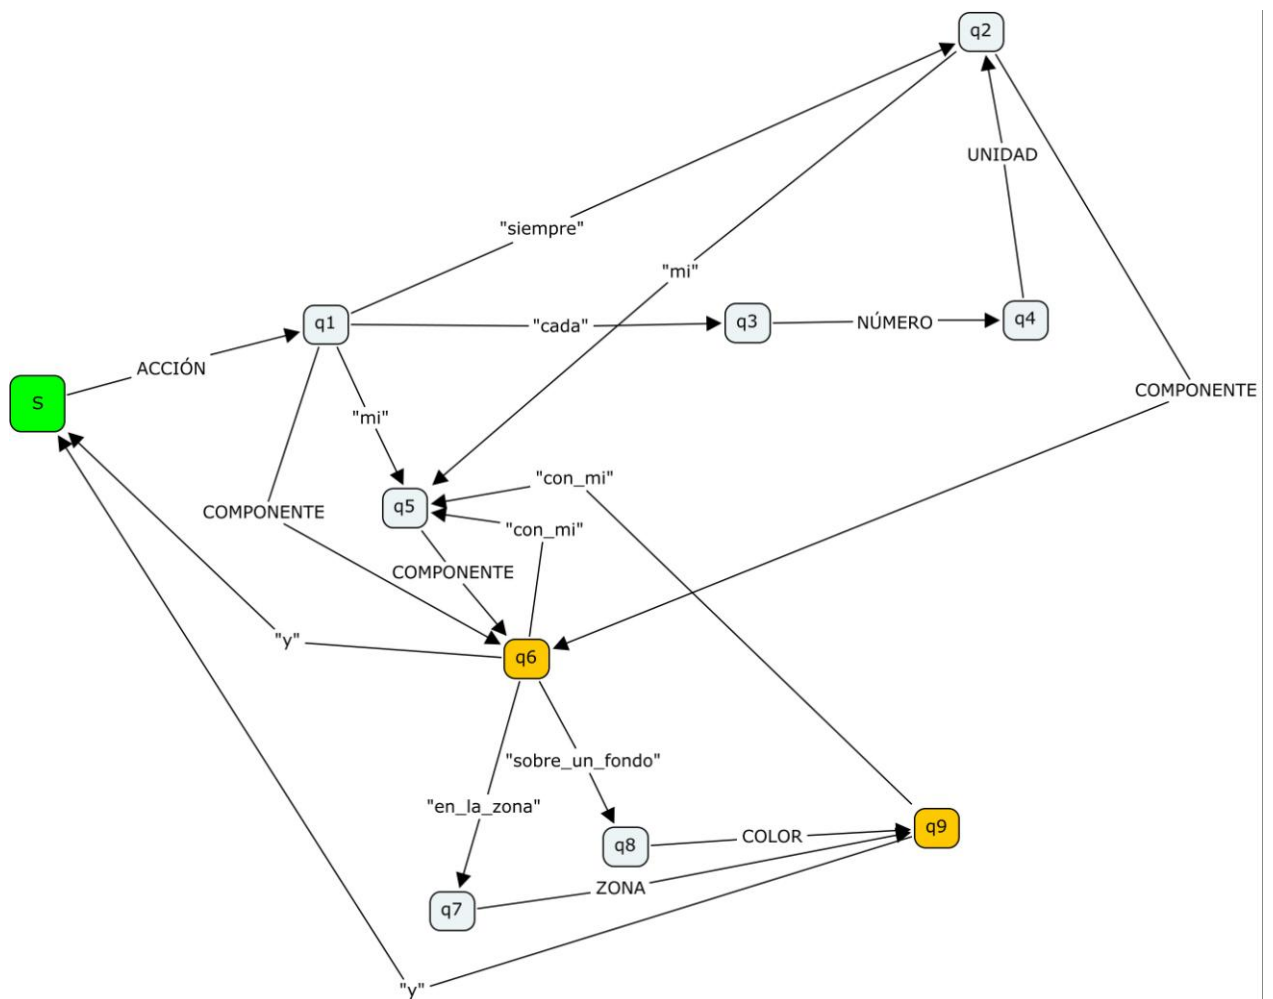 q2
UNIDAD
"siempre"
"mi"
q1
"cada"
q3
NÚMERO
q4
ACCIÓN
COMPONENTE
S
"mi"
"con_mi"
q5
COMPONENTE
"con_mi"
COMPONENTE
"y"
q6
"sobre_un_fondo"
"en_la_zona"
q9
COLOR
q8
ZONA
q7
"y"